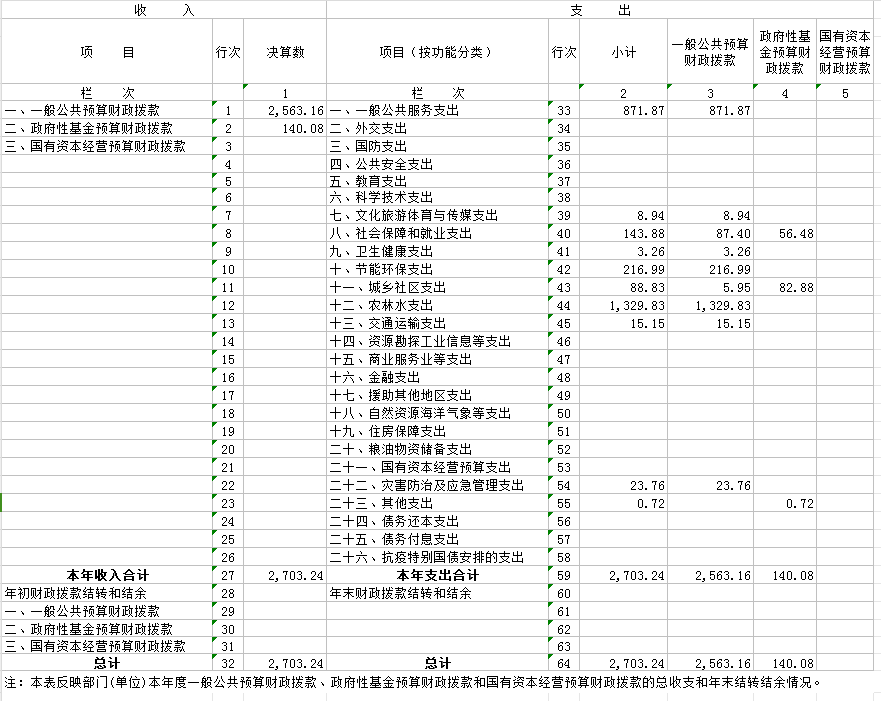 收 入 支 出
项 目 行次 决算数 项目（按功能分类） 行次 小计 一般公共预算财政拨款 政府性基金预算财政拨款 国有资本经营预算财政拨款
栏 次 1 栏 次 2 3 4 5
一、一般公共预算财政拨款 1 2,563.16 一、一般公共服务支出 33 871.87 871.87
二、政府性基金预算财政拨款 2 140.08 二、外交支出 34
三、国有资本经营预算财政拨款 3 三、国防支出 35
4 四、公共安全支出 36
5 五、教育支出 37
6 六、科学技术支出 38
7 七、文化旅游体育与传媒支出 39 8.94 8.94
8 八、社会保障和就业支出 40 143.88 87.40 56.48
9 九、卫生健康支出 41 3.26 3.26
10 十、节能环保支出 42 216.99 216.99
11 十一、城乡社区支出 43 88.83 5.95 82.88
12 十二、农林水支出 44 1,329.83 1,329.83
13 十三、交通运输支出 45 15.15 15.15
14 十四、资源勘探工业信息等支出 46
15 十五、商业服务业等支出 47
16 十六、金融支出 48
17 十七、援助其他地区支出 49
18 十八、自然资源海洋气象等支出 50
19 十九、住房保障支出 51
20 二十、粮油物资储备支出 52
21 二十一、国有资本经营预算支出 53
22 二十二、灾害防治及应急管理支出 54 23.76 23.76
23 二十三、其他支出 55 0.72 0.72
24 二十四、债务还本支出 56
25 二十五、债务付息支出 57
26 二十六、抗疫特别国债安排的支出 58
本年收入合计 27 2,703.24 本年支出合计 59 2,703.24 2,563.16 140.08
年初财政拨款结转和结余 28 年末财政拨款结转和结余 60
一、一般公共预算财政拨款 29 61
二、政府性基金预算财政拨款 30 62
三、国有资本经营预算财政拨款 31 63
总计 32 2,703.24 总计 64 2,703.24 2,563.16 140.08
注：本表反映部门(单位)本年度一般公共预算财政拨款、政府性基金预算财政拨款和国有资本经营预算财政拨款的总收支和年末结转结余情况。